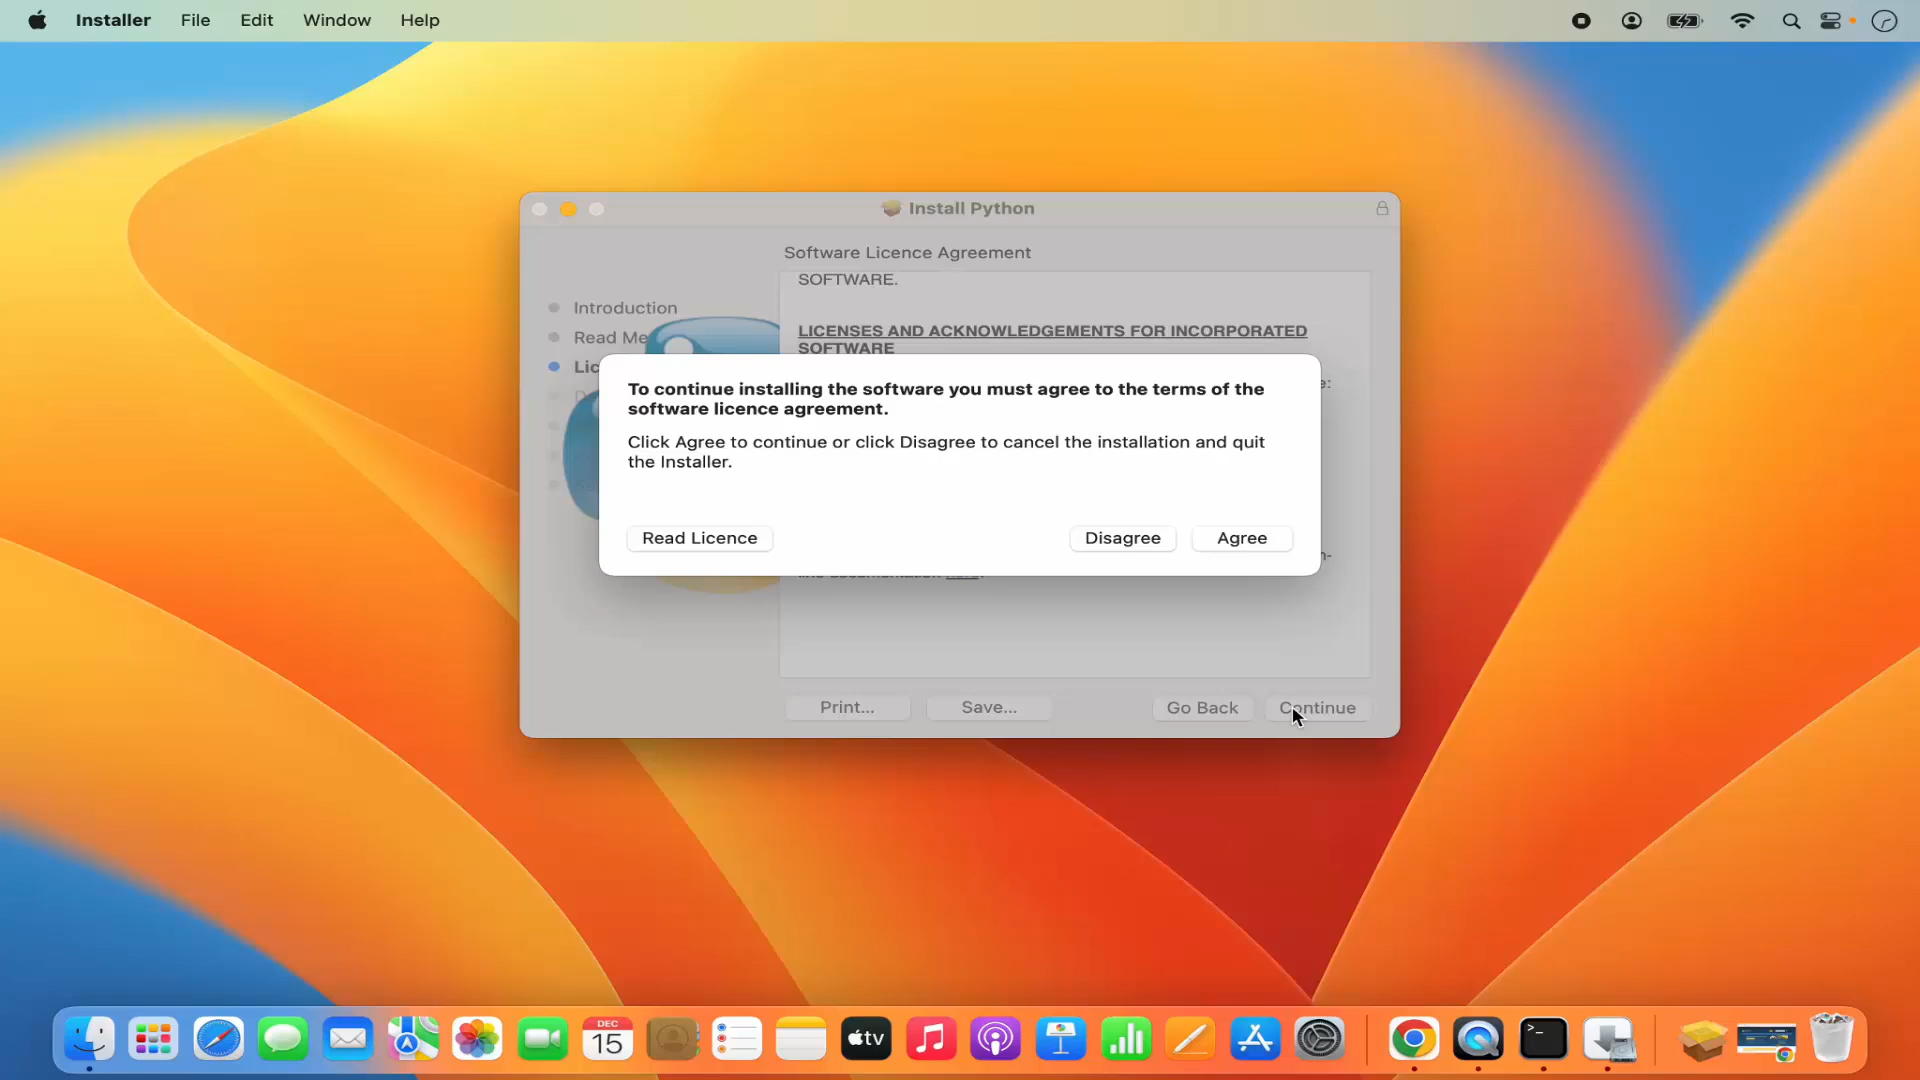 Installer File Edit Window Help
Install Python
Software Licence Agreement
SOFTWARE.
Introduction
LICENSES AND ACKNOWLEDGEMENTS FOR INCORPORATED
SOFTWARE
Read Me
Lic
To continue installing the software you must agree to the terms of the
software licence agreement.
Click Agree to continue or click Disagree to cancel the installation and quit
the Installer.
Read Licence Disagree Agree
Print... Save... Go Back Continue
DEC
15
tv